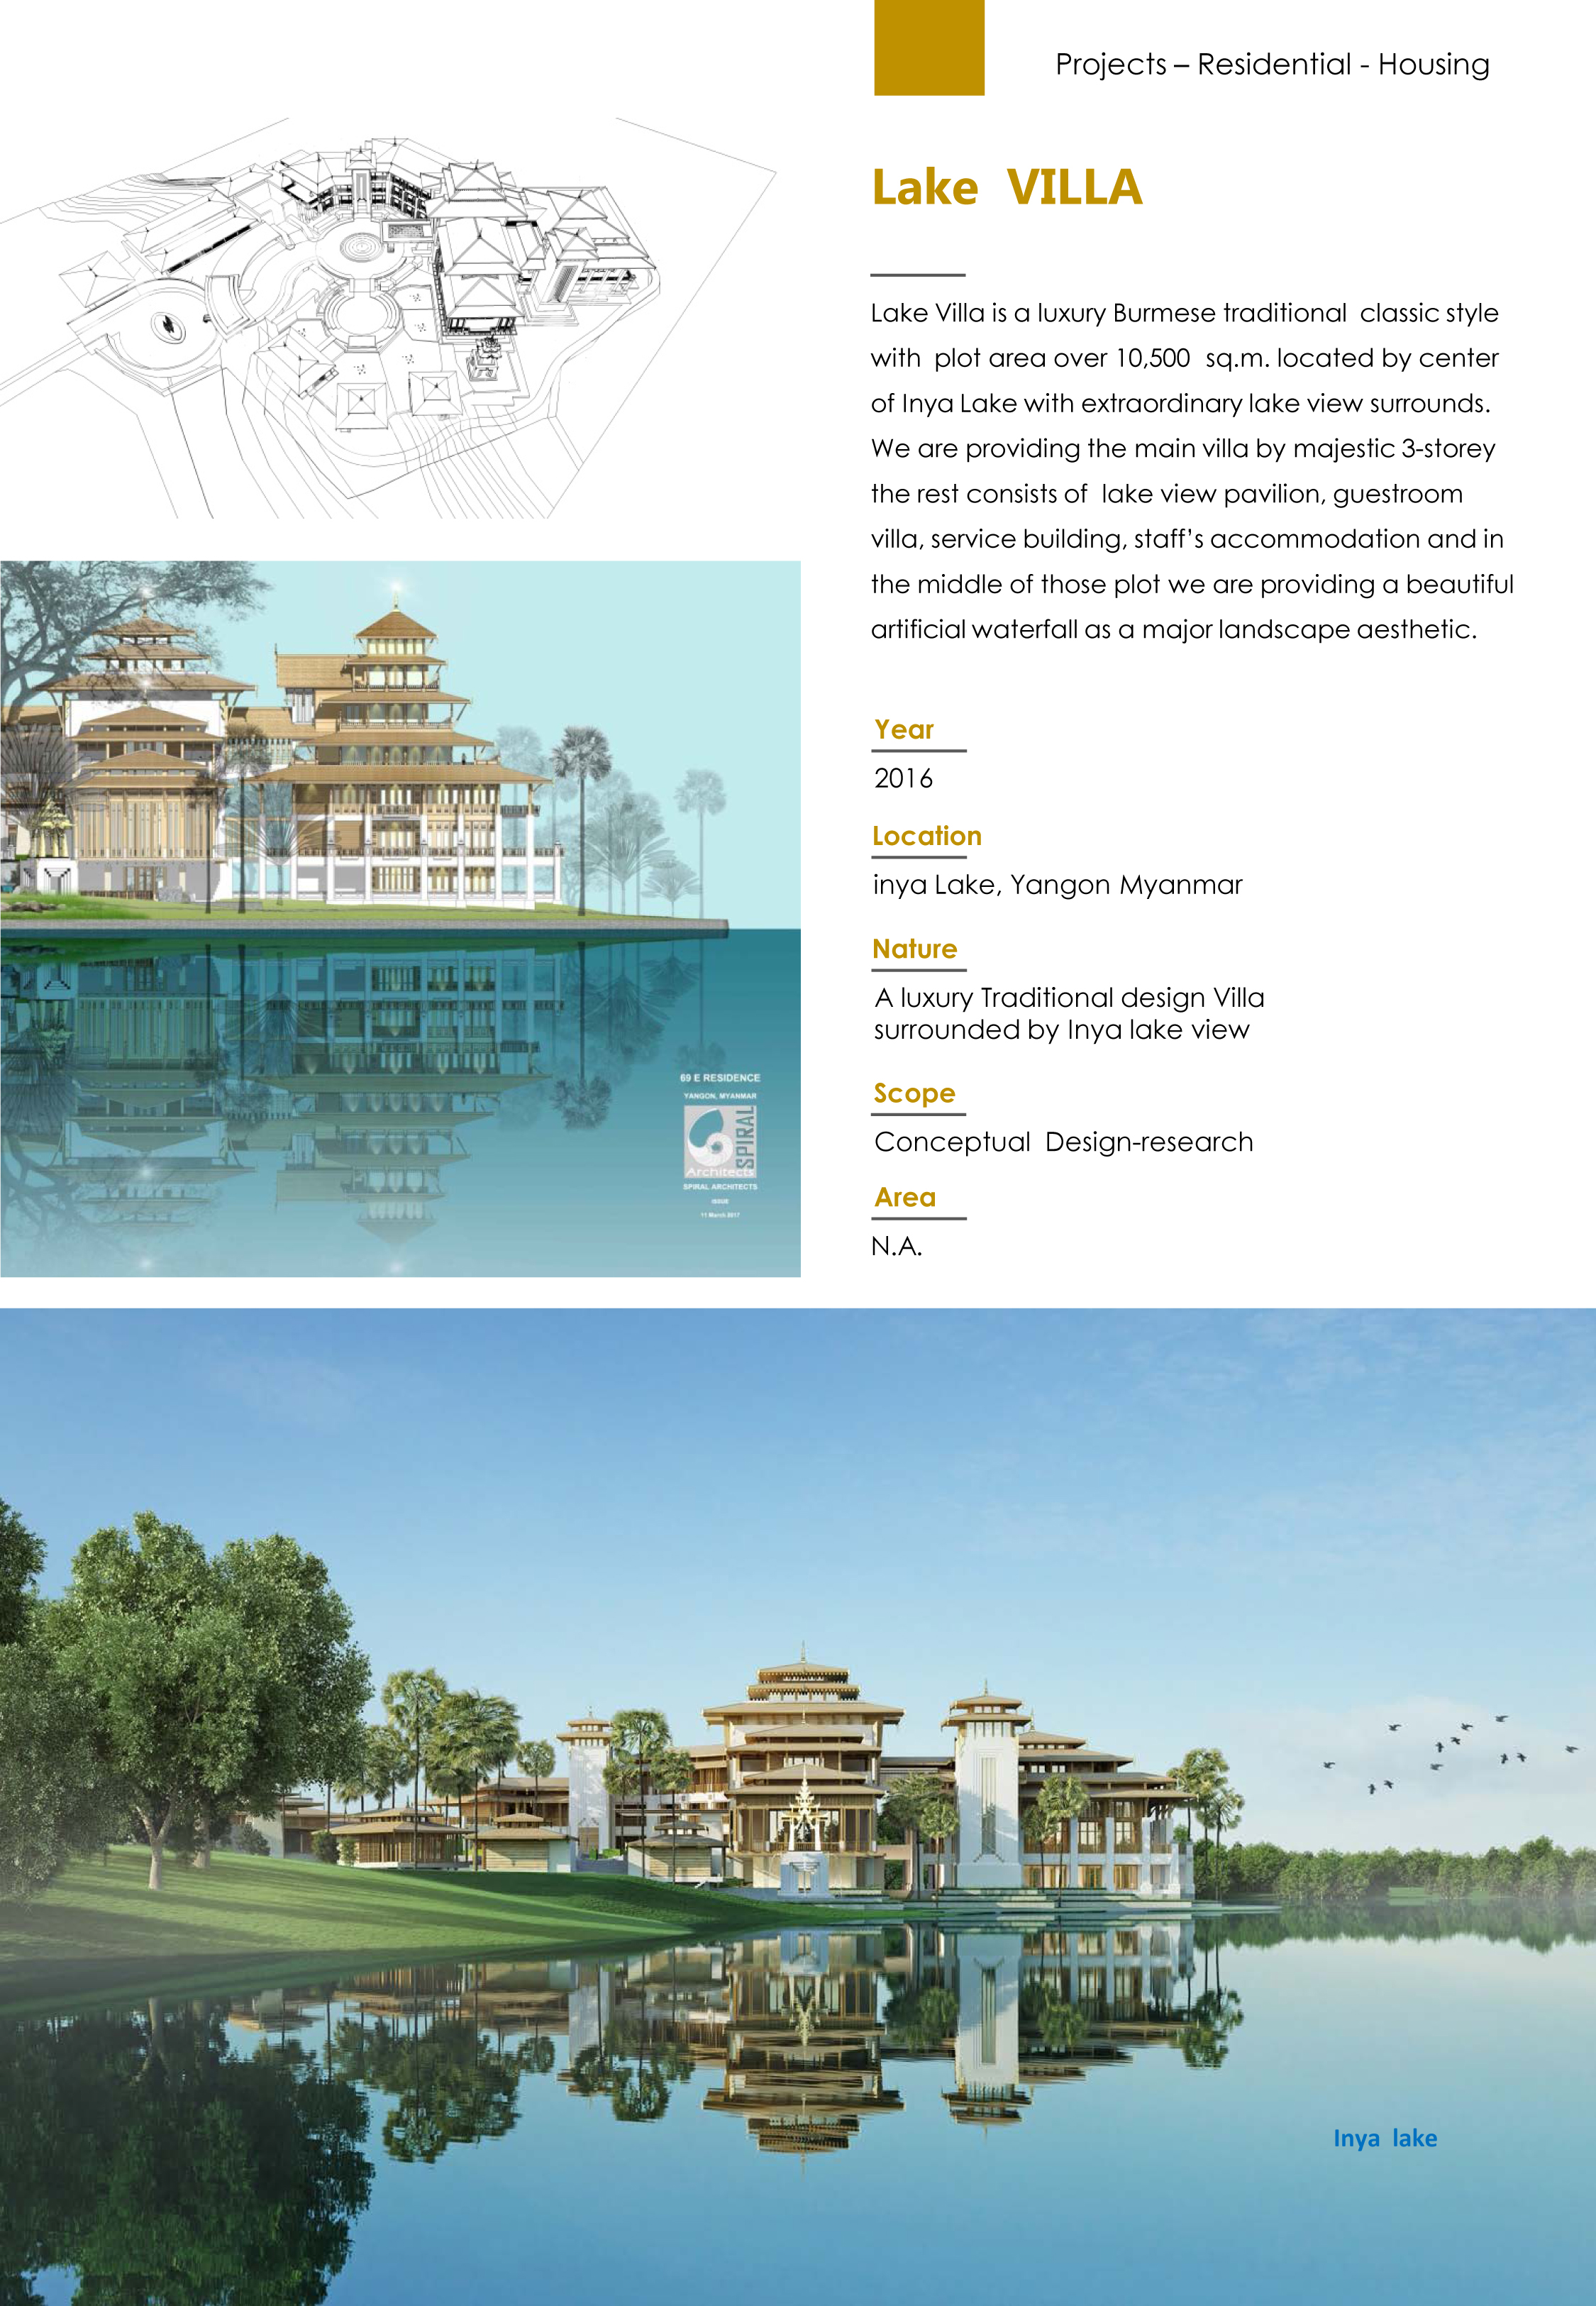 Projects – Residential - Housing
Lake VILLA
Lake Villa is a luxury Burmese traditional classic style
with plot area over 10,500 sq.m. located by center
of Inya Lake with extraordinary lake view surrounds.
We are providing the main villa by majestic 3-storey
the rest consists of lake view pavilion, guestroom
villa, service building, staff’s accommodation and in
the middle of those plot we are providing a beautiful
artificial waterfall as a major landscape aesthetic.
Year
2016
Location
inya Lake, Yangon Myanmar
Nature
A luxury Traditional design Villa
surrounded by Inya lake view
Scope
Conceptual Design-research
Area
N.A.
69 E RESIDENCE
YANGON, MYANMAR
SPIRAL
Architects
SPIRAL ARCHITECTS
ISSUE
11 March 2017
Inya lake